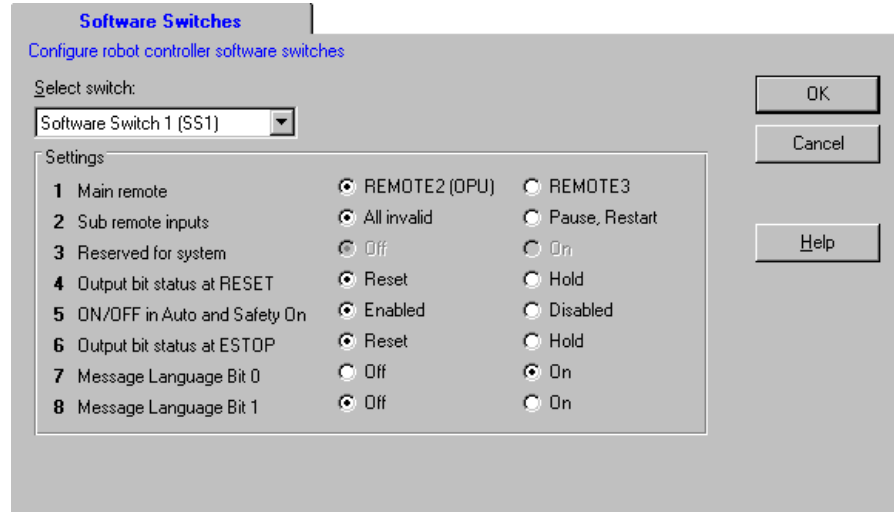 Software Switches
Configure robot controller software switches
Select switch:
Software Switch 1 (SS1)
OK
Cancel
Help
Settings
1 Main remote REMOTE2 (OPU) REMOTE3
2 Sub remote inputs All invalid Pause, Restart
3 Reserved for system Off On
4 Output bit status at RESET Reset Hold
5 ON/OFF in Auto and Safety On Enabled Disabled
6 Output bit status at ESTOP Reset Hold
7 Message Language Bit 0 Off On
8 Message Language Bit 1 Off On